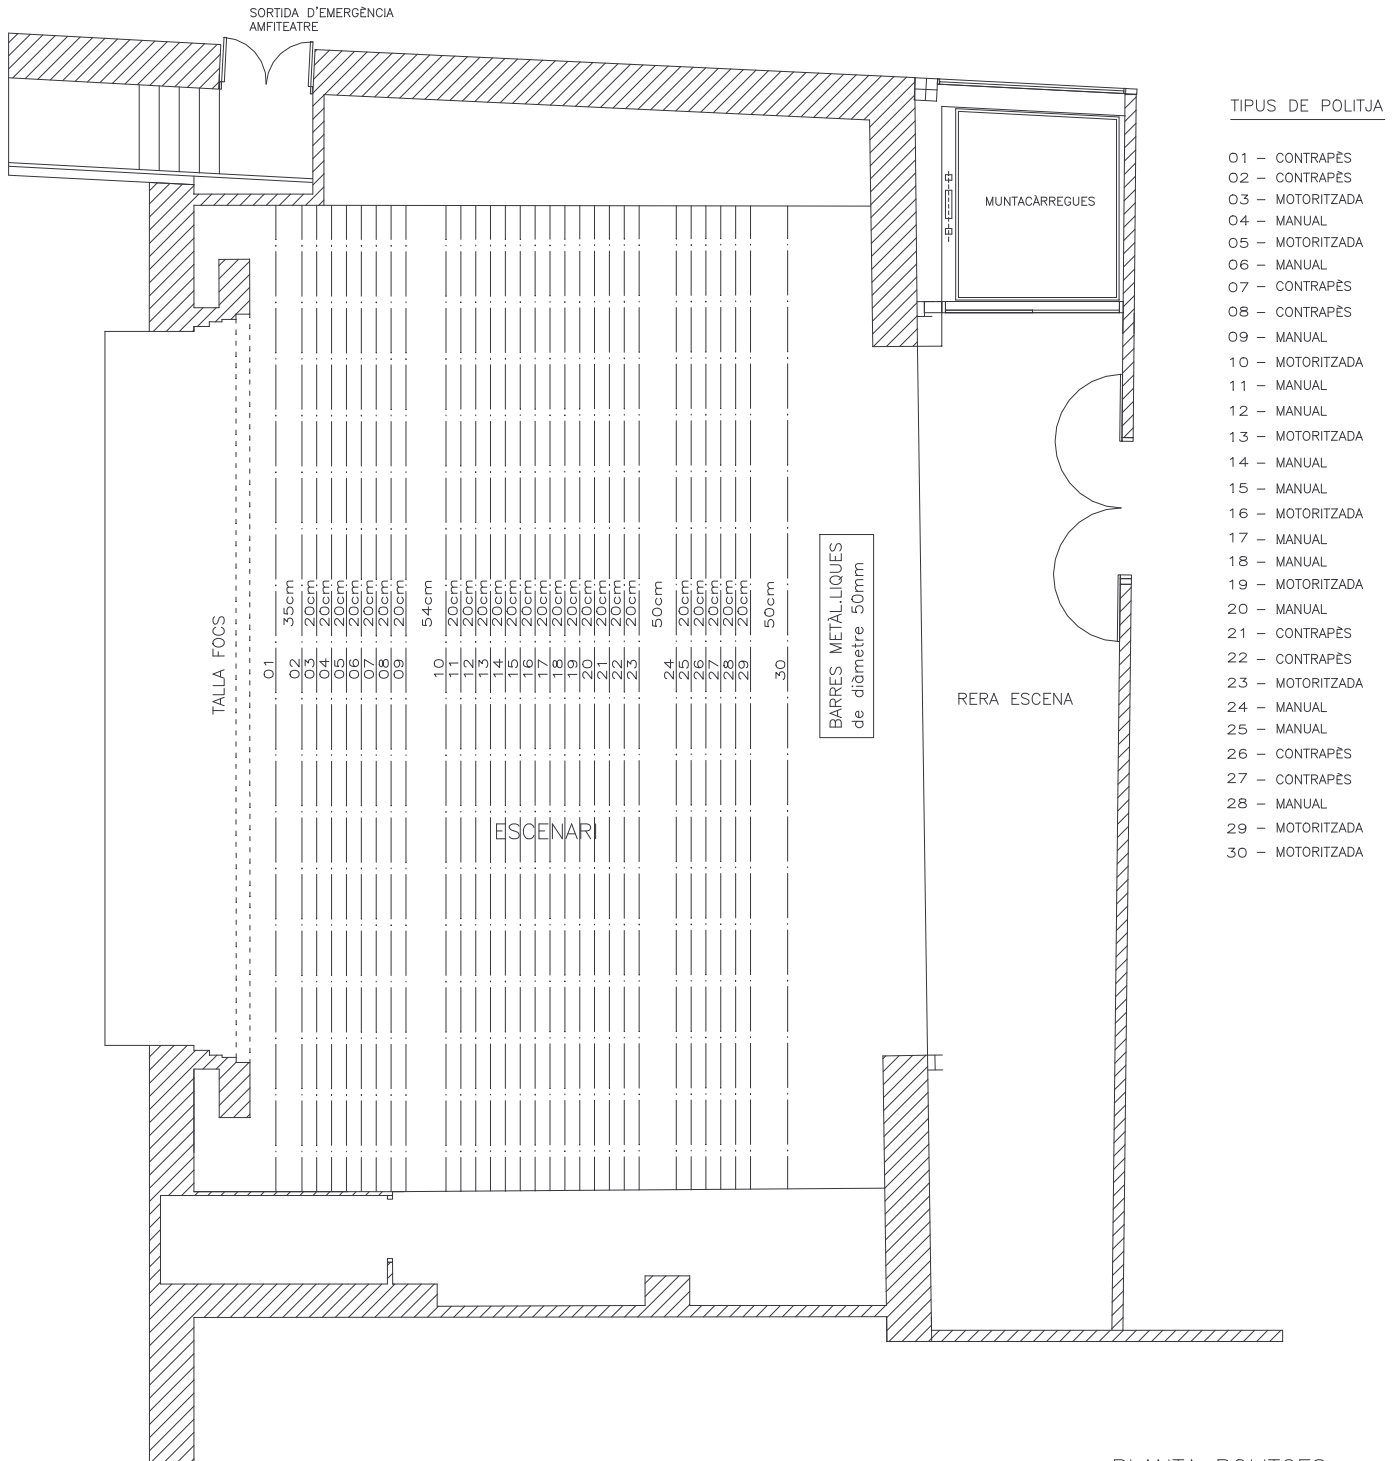 SORTIDA D'EMERGÈNCIA
AMFITEATRE
TIPUS DE POLITJA
01 - CONTRAPÈS
02 - CONTRAPÈS
03 - MOTORITZADA
04 - MANUAL
05 - MOTORITZADA
06 - MANUAL
07 - CONTRAPÈS
08 - CONTRAPÈS
09 - MANUAL
10 - MOTORITZADA
11 - MANUAL
12 - MANUAL
13 - MOTORITZADA
14 - MANUAL
15 - MANUAL
16 - MOTORITZADA
17 - MANUAL
18 - MANUAL
19 - MOTORITZADA
20 - MANUAL
21 - CONTRAPÈS
22 - CONTRAPÈS
23 - MOTORITZADA
24 - MANUAL
25 - MANUAL
26 - CONTRAPÈS
27 - CONTRAPÈS
28 - MANUAL
29 - MOTORITZADA
30 - MOTORITZADA
MUNTACÀRREGUES
TALLA FOCS
35cm
20cm
20cm
20cm
20cm
20cm
20cm
20cm
54cm
20cm
20cm
20cm
20cm
20cm
20cm
20cm
20cm
20cm
20cm
20cm
20cm
20cm
50cm
20cm
20cm
20cm
20cm
20cm
50cm
01
02
03
04
05
06
07
08
09
10
11
12
13
14
15
16
17
18
19
20
21
22
23
24
25
26
27
28
29
30
BARRES METÀL.LIQUES
de diàmetre 50mm
RERA ESCENA
ESCENARI
PLANTA POLITGES